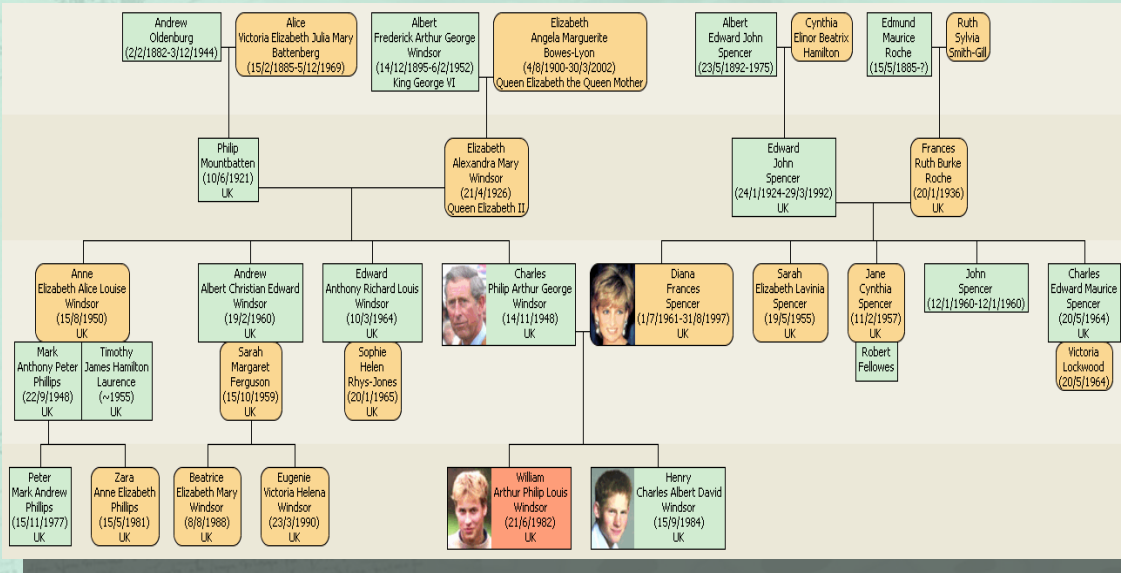 Andrew
Oldenburg
(2/2/1882-3/12/1944)
Alice
Victoria Elizabeth Julia Mary
Battenberg
(15/2/1885-5/12/1969)
Albert
Frederick Arthur George
Windsor
(14/12/1895-6/2/1952)
King George VI
Elizabeth
Angela Marguerite
Bowes-Lyon
(4/8/1900-30/3/2002)
Queen Elizabeth the Queen Mother
Albert
Edward John
Spencer
(23/5/1892-1975)
Cynthia
Elinor Beatrix
Hamilton
Edmund
Maurice
Roche
(15/5/1885-?)
Ruth
Sylvia
Smith-Gill
Philip
Mountbatten
(10/6/1921)
UK
Elizabeth
Alexandra Mary
Windsor
(21/4/1926)
Queen Elizabeth II
Edward
John
Spencer
(24/1/1924-29/3/1992)
UK
Frances
Ruth Burke
Roche
(20/1/1936)
UK
Anne
Elizabeth Alice Louise
Windsor
(15/8/1950)
UK
Andrew
Albert Christian Edward
Windsor
(19/2/1960)
UK
Edward
Anthony Richard Louis
Windsor
(10/3/1964)
UK
Charles
Philip Arthur George
Windsor
(14/11/1948)
UK
Diana
Frances
Spencer
(1/7/1961-31/8/1997)
UK
Sarah
Elizabeth Lavinia
Spencer
(19/5/1955)
UK
Jane
Cynthia
Spencer
(11/2/1957)
UK
John
Spencer
(12/1/1960-12/1/1960)
Charles
Edward Maurice
Spencer
(20/5/1964)
UK
Mark
Anthony Peter
Phillips
(22/9/1948)
UK
Timothy
James Hamilton
Laurence
(~1955)
UK
Sarah
Margaret
Ferguson
(15/10/1959)
UK
Sophie
Helen
Rhys-Jones
(20/1/1965)
UK
Robert
Fellowes
Victoria
Lockwood
(20/5/1964)
Peter
Mark Andrew
Phillips
(15/11/1977)
UK
Zara
Anne Elizabeth
Phillips
(15/5/1981)
UK
Beatrice
Elizabeth Mary
Windsor
(8/8/1988)
UK
Eugenie
Victoria Helena
Windsor
(23/3/1990)
UK
William
Arthur Philip Louis
Windsor
(21/6/1982)
UK
Henry
Charles Albert David
Windsor
(15/9/1984)
UK